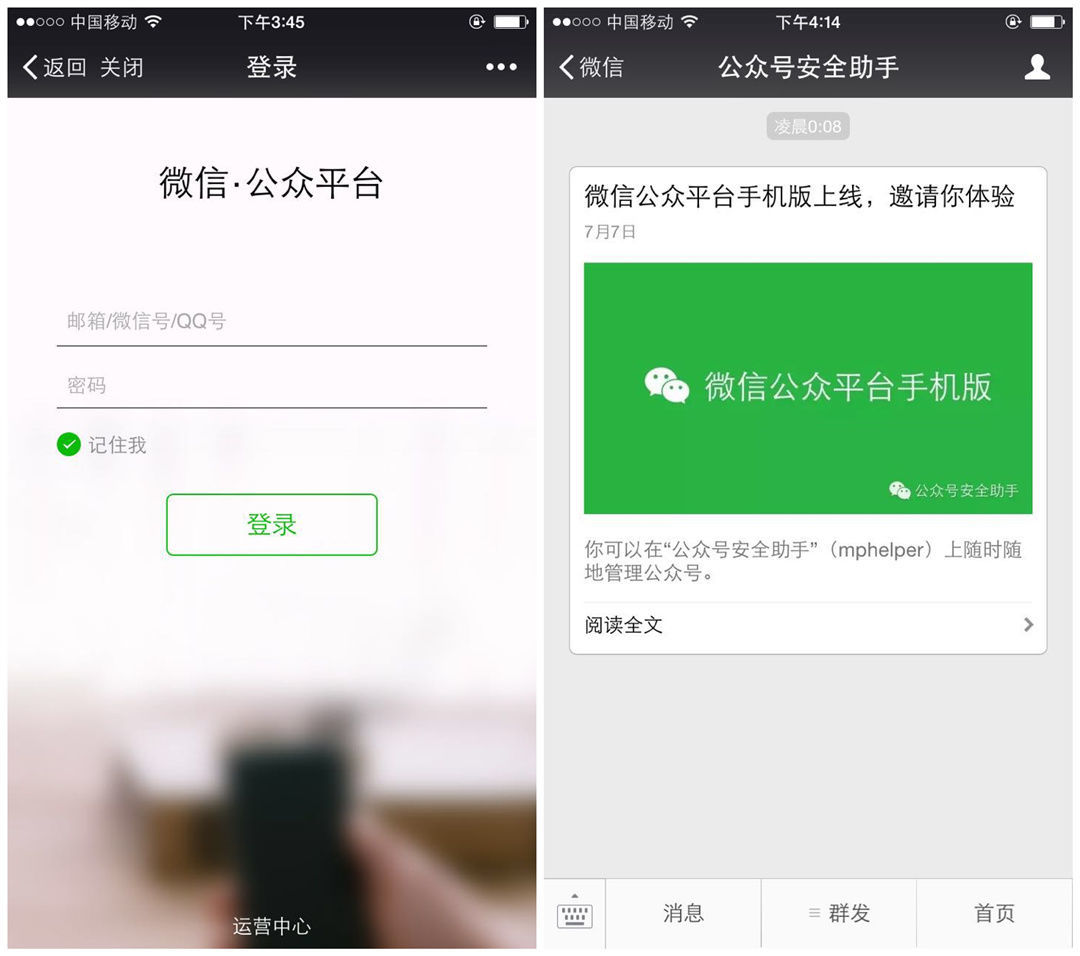 中国移动 下午3:45
返回 关闭 登录
微信·公众平台
邮箱/微信号/QQ号
密码
记住我
登录
运营中心
中国移动 下午4:14
微信 公众号安全助手
凌晨0:08
微信公众平台手机版上线，邀请你体验
7月7日
微信公众平台手机版
公众号安全助手
你可以在“公众号安全助手”（mphelper）上随时随
地管理公众号。
阅读全文
消息 群发 首页